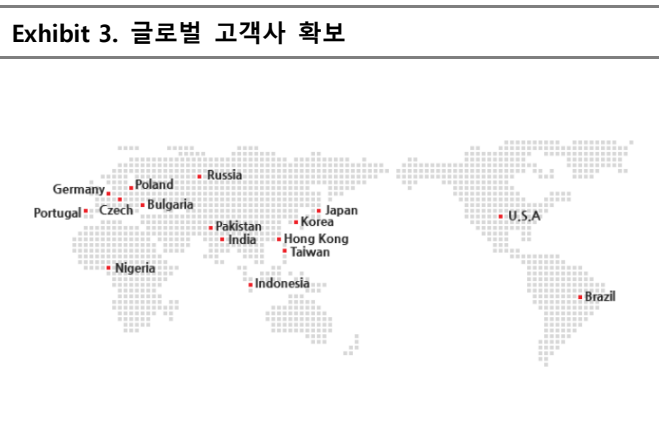 Exhibit 3. 글로벌 고객사 확보
Russia
Germany
Poland
Portugal
Czech
Bulgaria
Japan
Korea
U.S.A
Pakistan
India
Hong Kong
Taiwan
Nigeria
Indonesia
Brazil